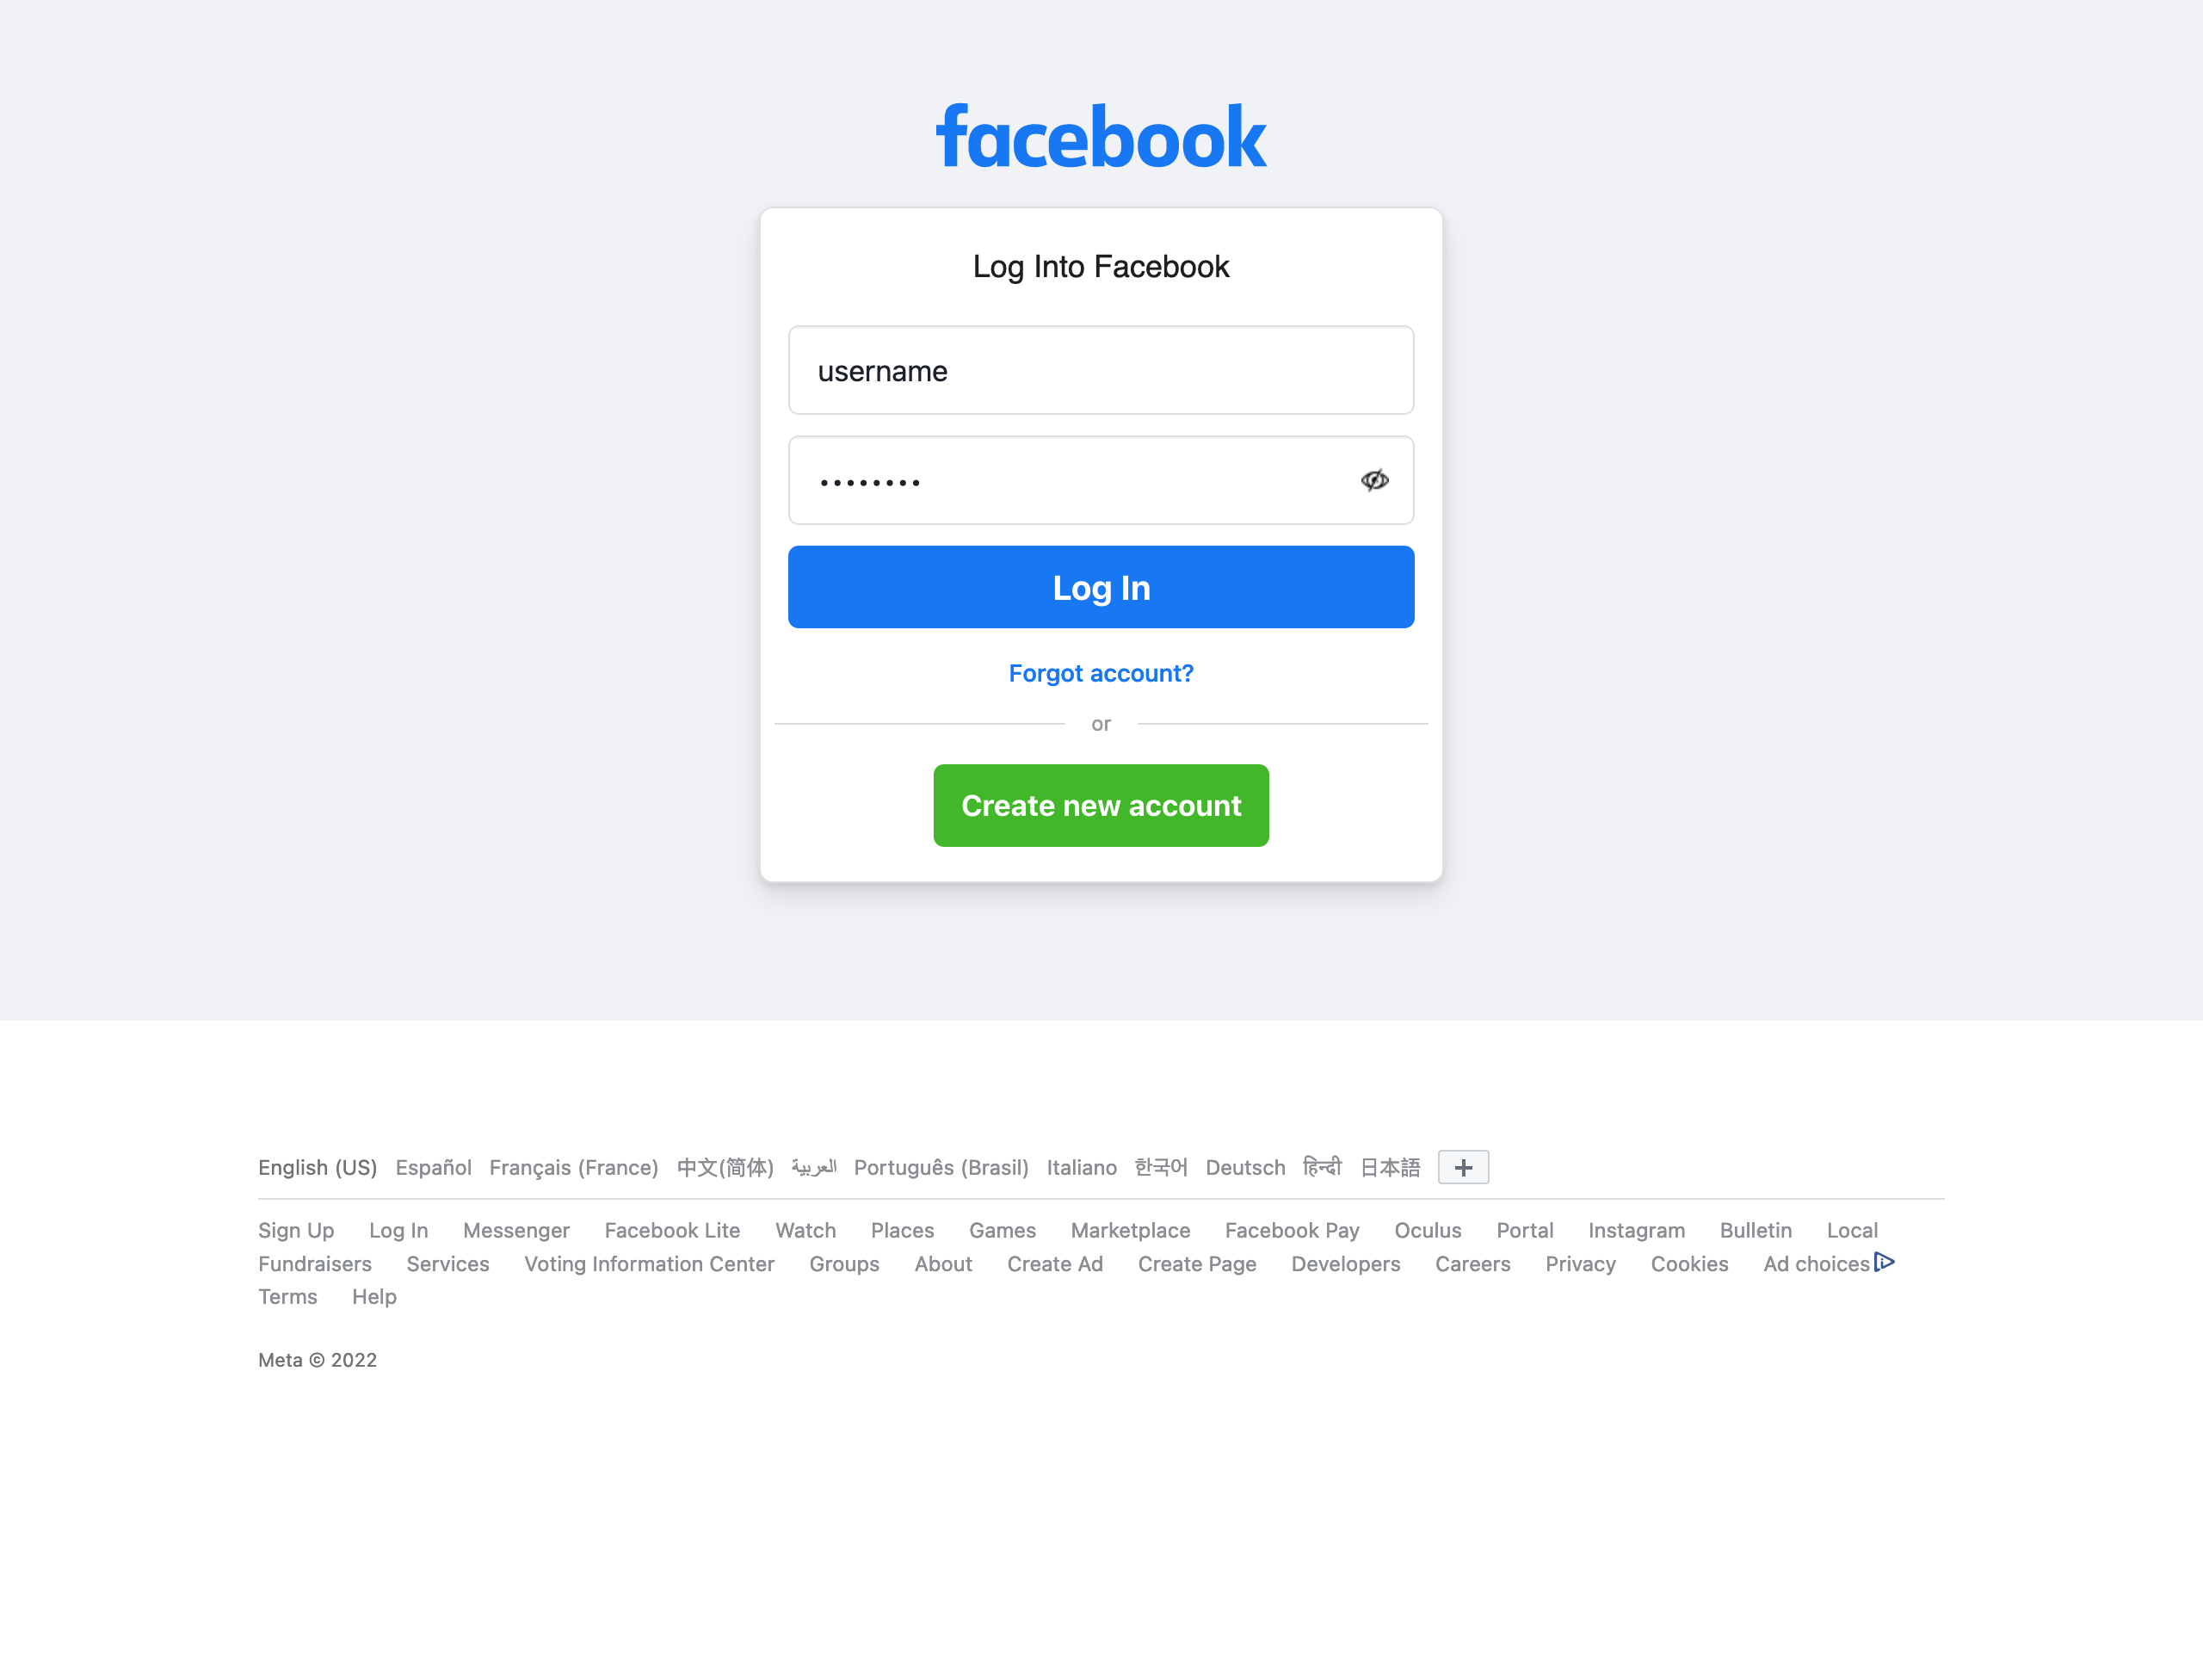 facebook
Log Into Facebook
username
••••••••
Log In
Forgot account?
or
Create new account
English (US) Español Français (France) 中文(简体) العربية Português (Brasil) Italiano 한국어 Deutsch हिन्दी 日本語 +
Sign Up Log In Messenger Facebook Lite Watch Places Games Marketplace Facebook Pay Oculus Portal Instagram Bulletin Local
Fundraisers Services Voting Information Center Groups About Create Ad Create Page Developers Careers Privacy Cookies Ad choices
Terms Help
Meta © 2022